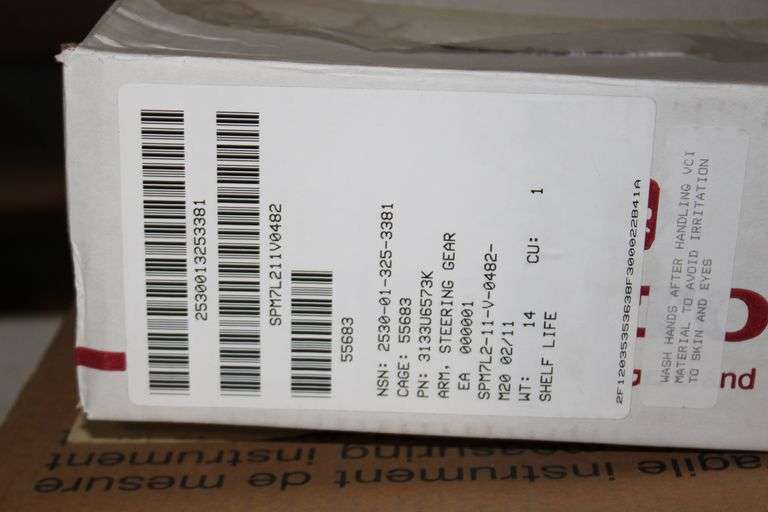 2530013253381
SPM7L211V0482
55683
NSN: 2530-01-325-3381
CAGE: 55683
PN: 3133U6573K
ARM, STEERING GEAR
EA 000001
SPM7L2-11-V-0482-
M20 02/11
WT: 14 CU: 1
SHELF LIFE
2F12035353638F300022B41A
WASH HANDS AFTER HANDLING VCI
MATERIAL TO AVOID IRRITATION
TO SKIN AND EYES
nd
agile instrument
measuring instrument
instrument de mesure